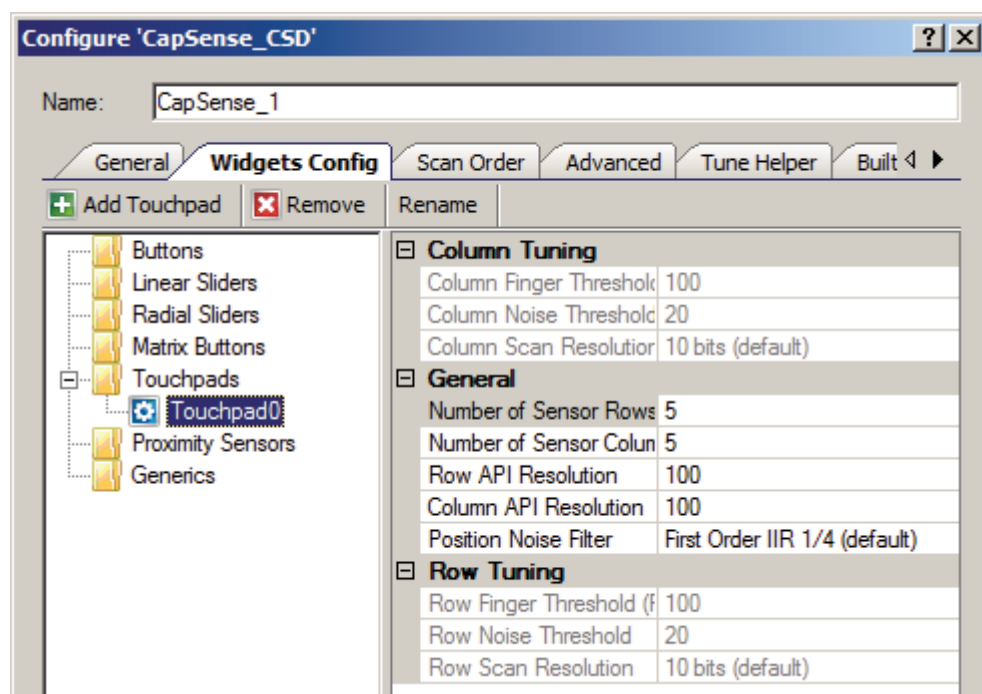 Configure 'CapSense_CSD'
Name: CapSense_1
General Widgets Config Scan Order Advanced Tune Helper Built
Add Touchpad Remove Rename
Buttons
Linear Sliders
Radial Sliders
Matrix Buttons
Touchpads
Touchpad0
Proximity Sensors
Generics
Column Tuning
Column Finger Threshol 100
Column Noise Threshold 20
Column Scan Resolution 10 bits (default)
General
Number of Sensor Rows 5
Number of Sensor Colun 5
Row API Resolution 100
Column API Resolution 100
Position Noise Filter First Order IIR 1/4 (default)
Row Tuning
Row Finger Threshold (F 100
Row Noise Threshold 20
Row Scan Resolution 10 bits (default)